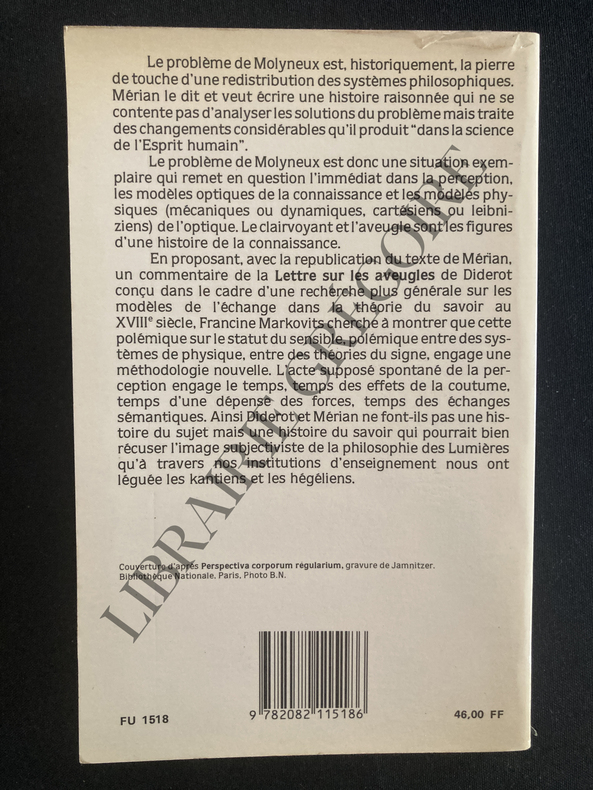 Le problème de Molyneux est, historiquement, la pierre
de touche d'une redistribution des systèmes philosophiques.
Mérian le dit et veut écrire une histoire raisonnée qui ne se
contente pas d'analyser les solutions du problème mais traite
des changements considérables qu'il produit "dans la science
de l'Esprit humain".
Le problème de Molyneux est donc une situation exem-
plaire qui remet en question l'immédiat dans la perception,
les modèles optiques de la connaissance et les modèles phy-
siques (mécaniques ou dynamiques, cartésiens ou leibni-
ziens) de l'optique. Le clairvoyant et l'aveugle sont les figures
d'une histoire de la connaissance.
En proposant, avec la republication du texte de Mérian,
un commentaire de la Lettre sur les aveugles de Diderot
conçu dans le cadre d'une recherche plus générale sur les
modèles de l'échange dans la théorie du savoir au
XVIIIe siècle, Francine Markovits cherche à montrer que cette
polémique sur le statut du sensible, polémique entre des sys-
tèmes de physique, entre des théories du signe, engage une
méthodologie nouvelle. L'acte supposé spontané de la per-
ception engage le temps, temps des effets de la coutume,
temps d'une dépense des forces, temps des échanges
sémantiques. Ainsi Diderot et Mérian ne font-ils pas une his-
toire du sujet mais une histoire du savoir qui pourrait bien
récuser l'image subjectiviste de la philosophie des Lumières
qu'à travers nos institutions d'enseignement nous ont
léguée les kantiens et les hégéliens.
Couverture d'après Perspectiva corporum régularium, gravure de Jamnitzer.
Bibliothèque Nationale, Paris, Photo B.N.
FU 1518
9 782082 115186
46,00 FF
LIBRAIRIE GREGOIRE